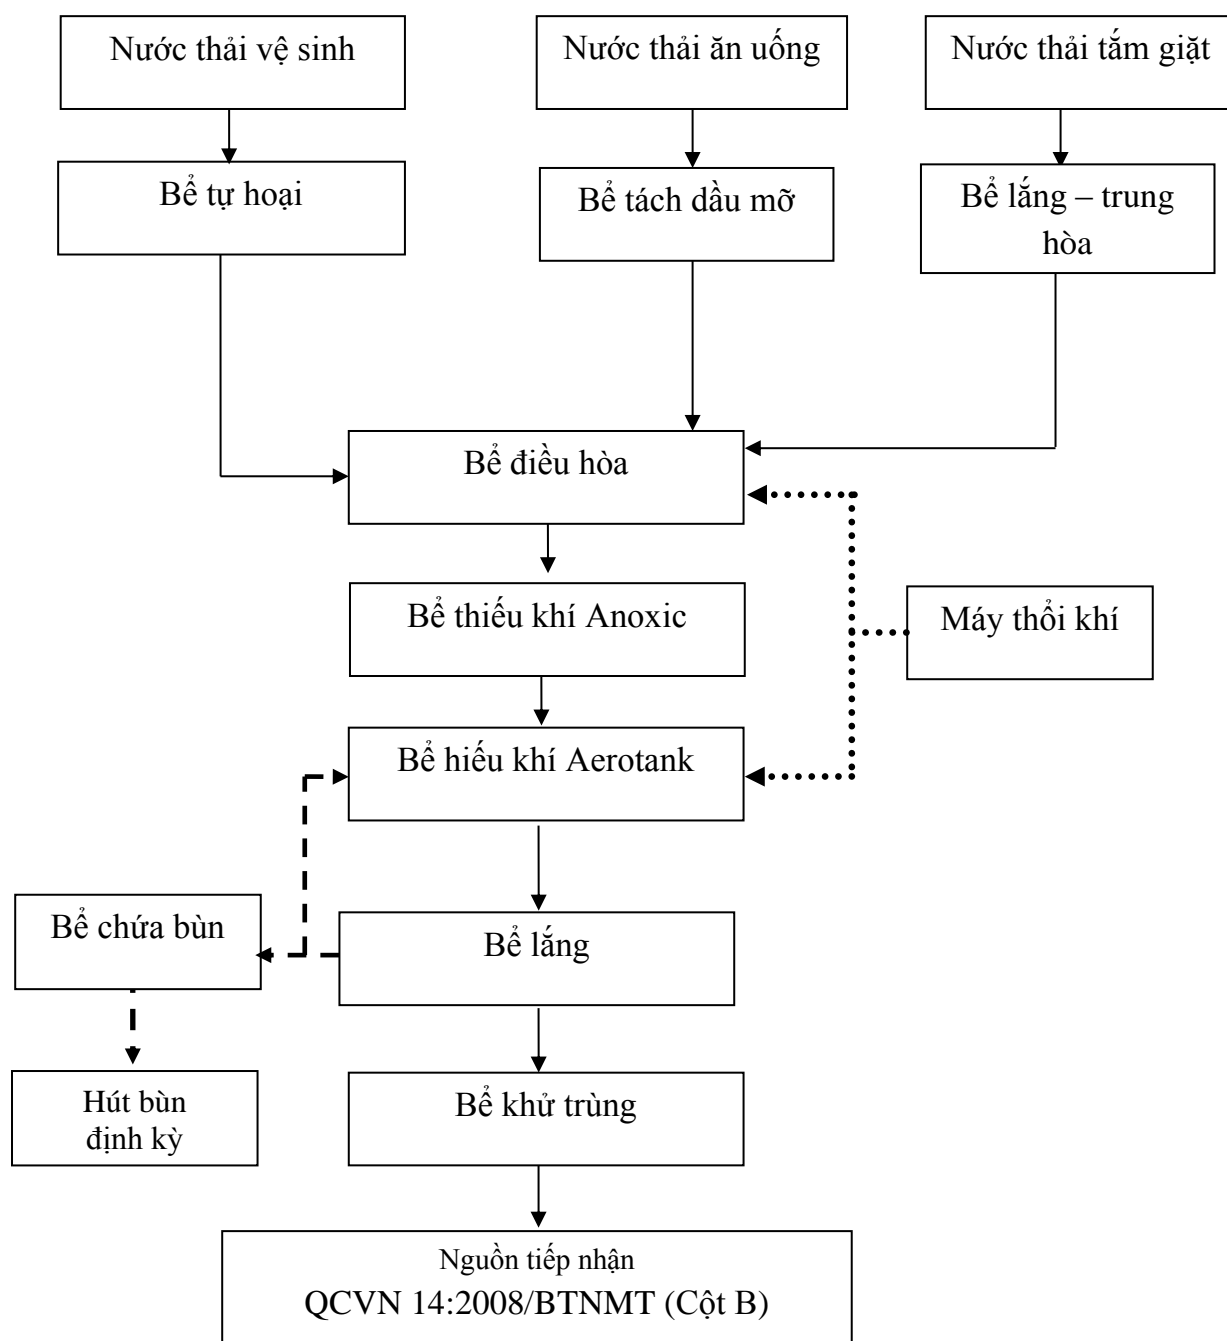 Nước thải vệ sinh
Nước thải ăn uống
Nước thải tắm giặt
Bể tự hoại
Bể tách dầu mỡ
Bể lắng – trung
hòa
Bể điều hòa
Bể thiếu khí Anoxic
Máy thổi khí
Bể hiếu khí Aerotank
Bể chứa bùn
Bể lắng
Hút bùn
định kỳ
Bể khử trùng
Nguồn tiếp nhận
QCVN 14:2008/BTNMT (Cột B)